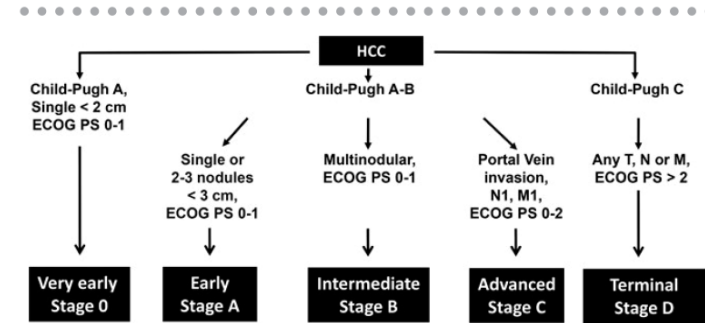 HCC
Child-Pugh A,
Single < 2 cm
ECOG PS 0-1
Child-Pugh A-B
Child-Pugh C
Single or
2-3 nodules
< 3 cm,
ECOG PS 0-1
Multinodular,
ECOG PS 0-1
Portal Vein
invasion,
N1, M1,
ECOG PS 0-2
Any T, N or M,
ECOG PS > 2
Very early
Stage 0
Early
Stage A
Intermediate
Stage B
Advanced
Stage C
Terminal
Stage D